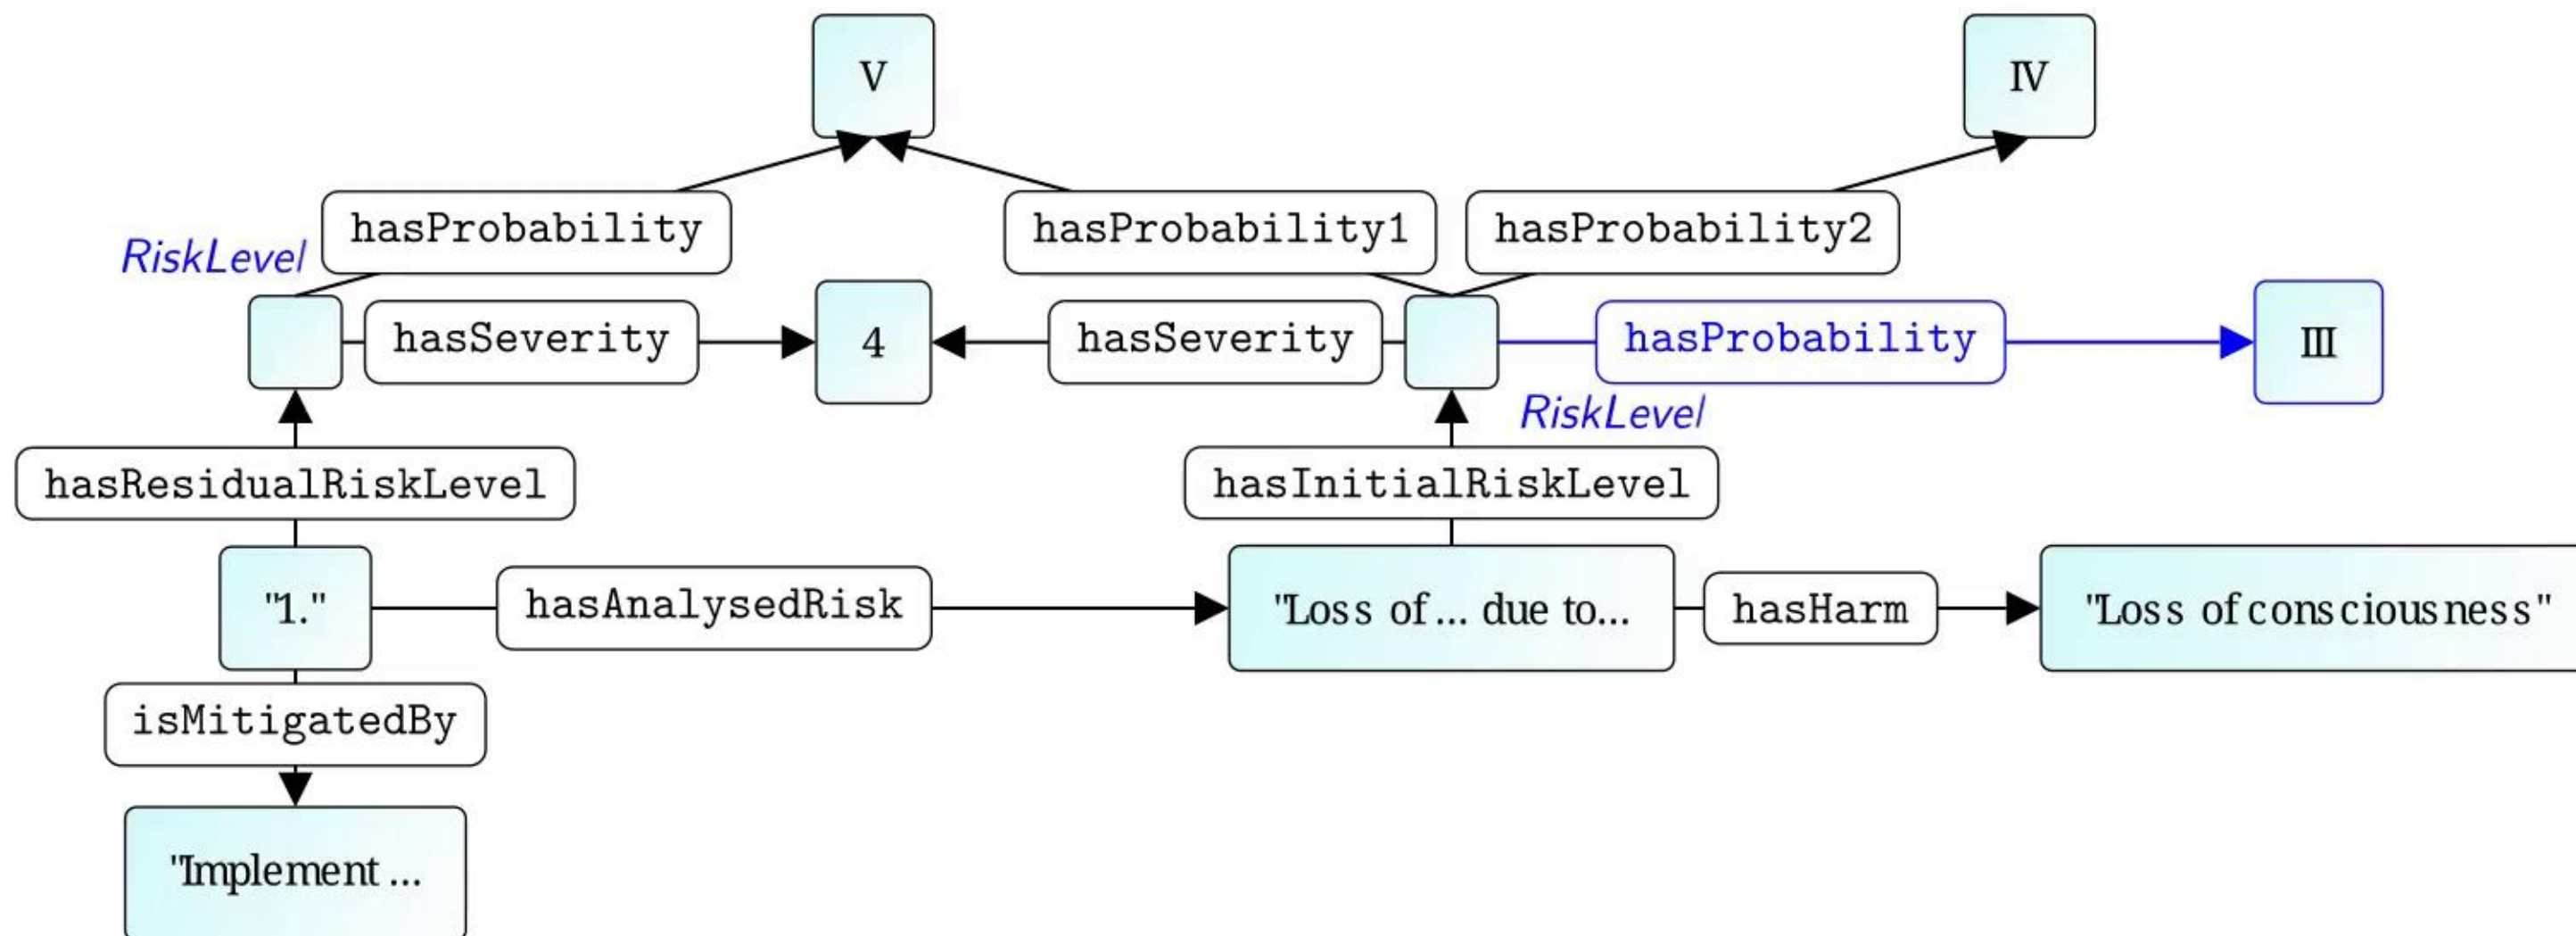 V
IV
hasProbability
hasProbability1
hasProbability2
RiskLevel
hasSeverity
4
hasSeverity
hasProbability
III
RiskLevel
hasResidualRiskLevel
hasInitialRiskLevel
"1."
hasAnalysedRisk
"Loss of... due to...
hasHarm
"Loss of consciousness"
isMitigatedBy
"Implement ...